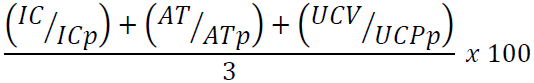 (IC/ICp) + (AT/ATp) + (UCV/UCPp)
3
x 100